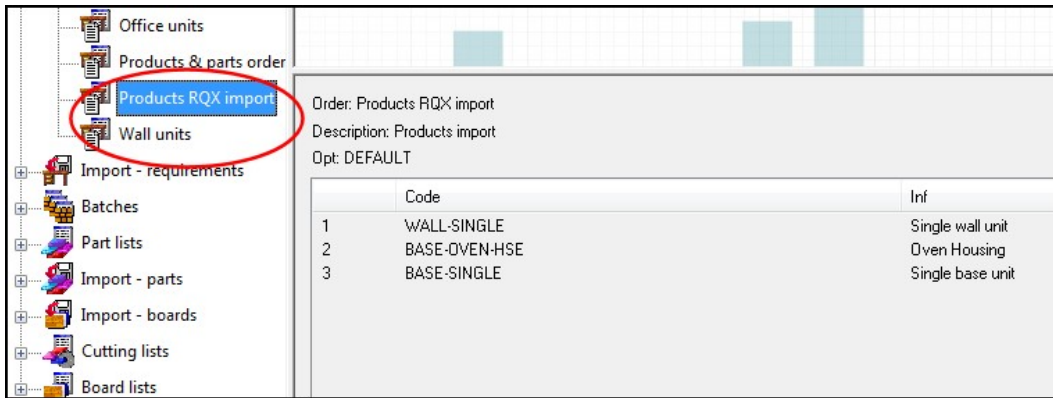 Office units
Products & parts order
Products RQX import
Wall units
Import - requirements
Batches
Part lists
Import - parts
Import - boards
Cutting lists
Board lists
Order: Products RQX import
Description: Products import
Opt: DEFAULT
Code Inf
1 WALL-SINGLE Single wall unit
2 BASE-OVEN-HSE Oven Housing
3 BASE-SINGLE Single base unit